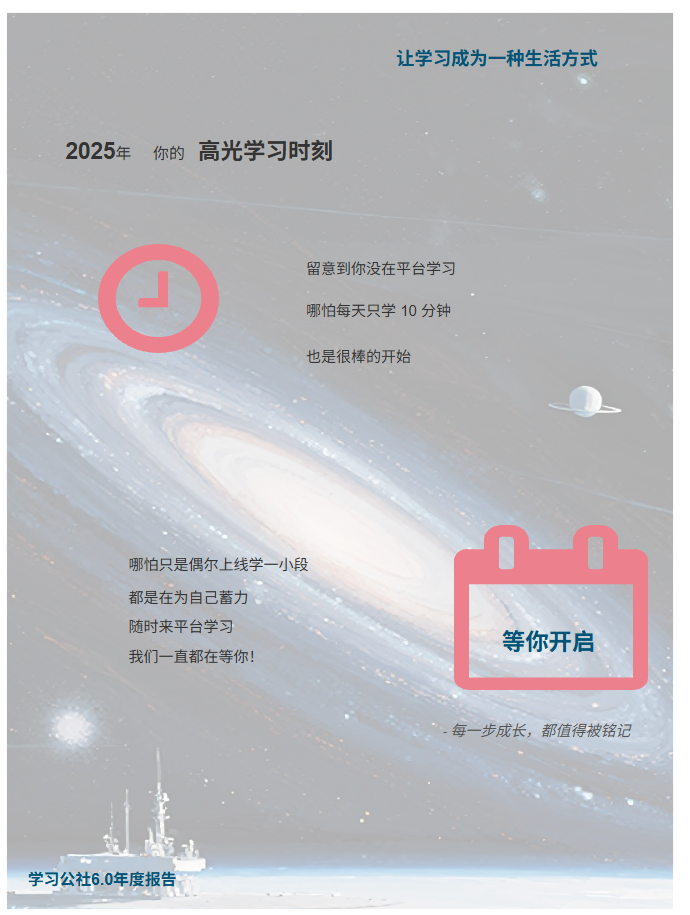 让学习成为一种生活方式
2025年 你的 高光学习时刻
留意到你没在平台学习
哪怕每天只学 10 分钟
也是很棒的开始
哪怕只是偶尔上线学一小段
都是在为自己蓄力
随时来平台学习
我们一直都在等你！
等你开启
- 每一步成长，都值得被铭记
学习公社6.0年度报告